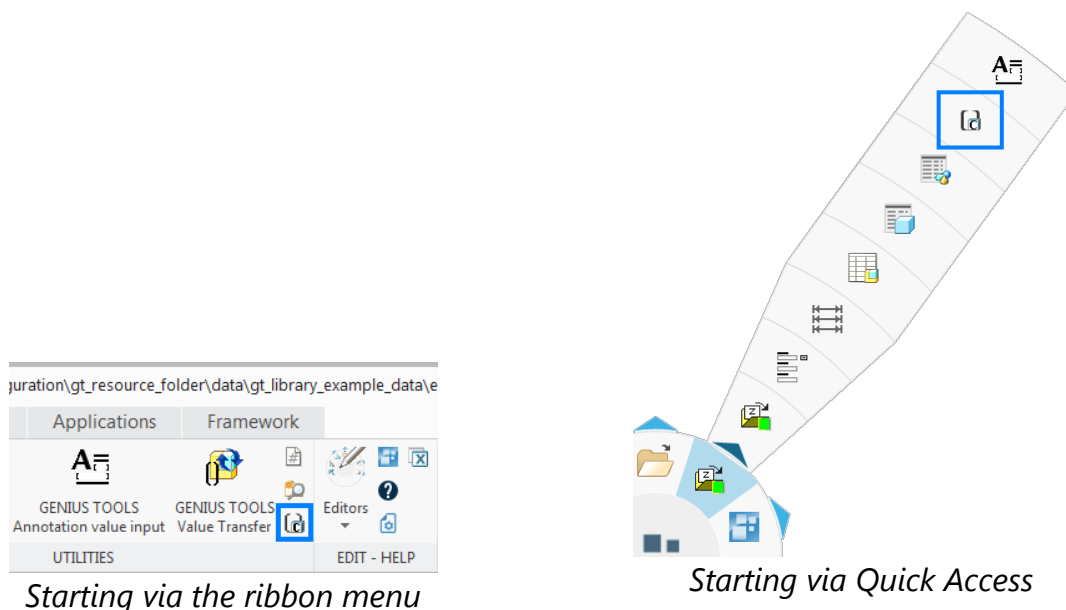 guration\gt_resource_folder\data\gt_library_example_data\e
Applications Framework
GENIUS TOOLS
Annotation value input
GENIUS TOOLS
Value Transfer
Editors
UTILITIES
EDIT - HELP
Starting via the ribbon menu
Starting via Quick Access